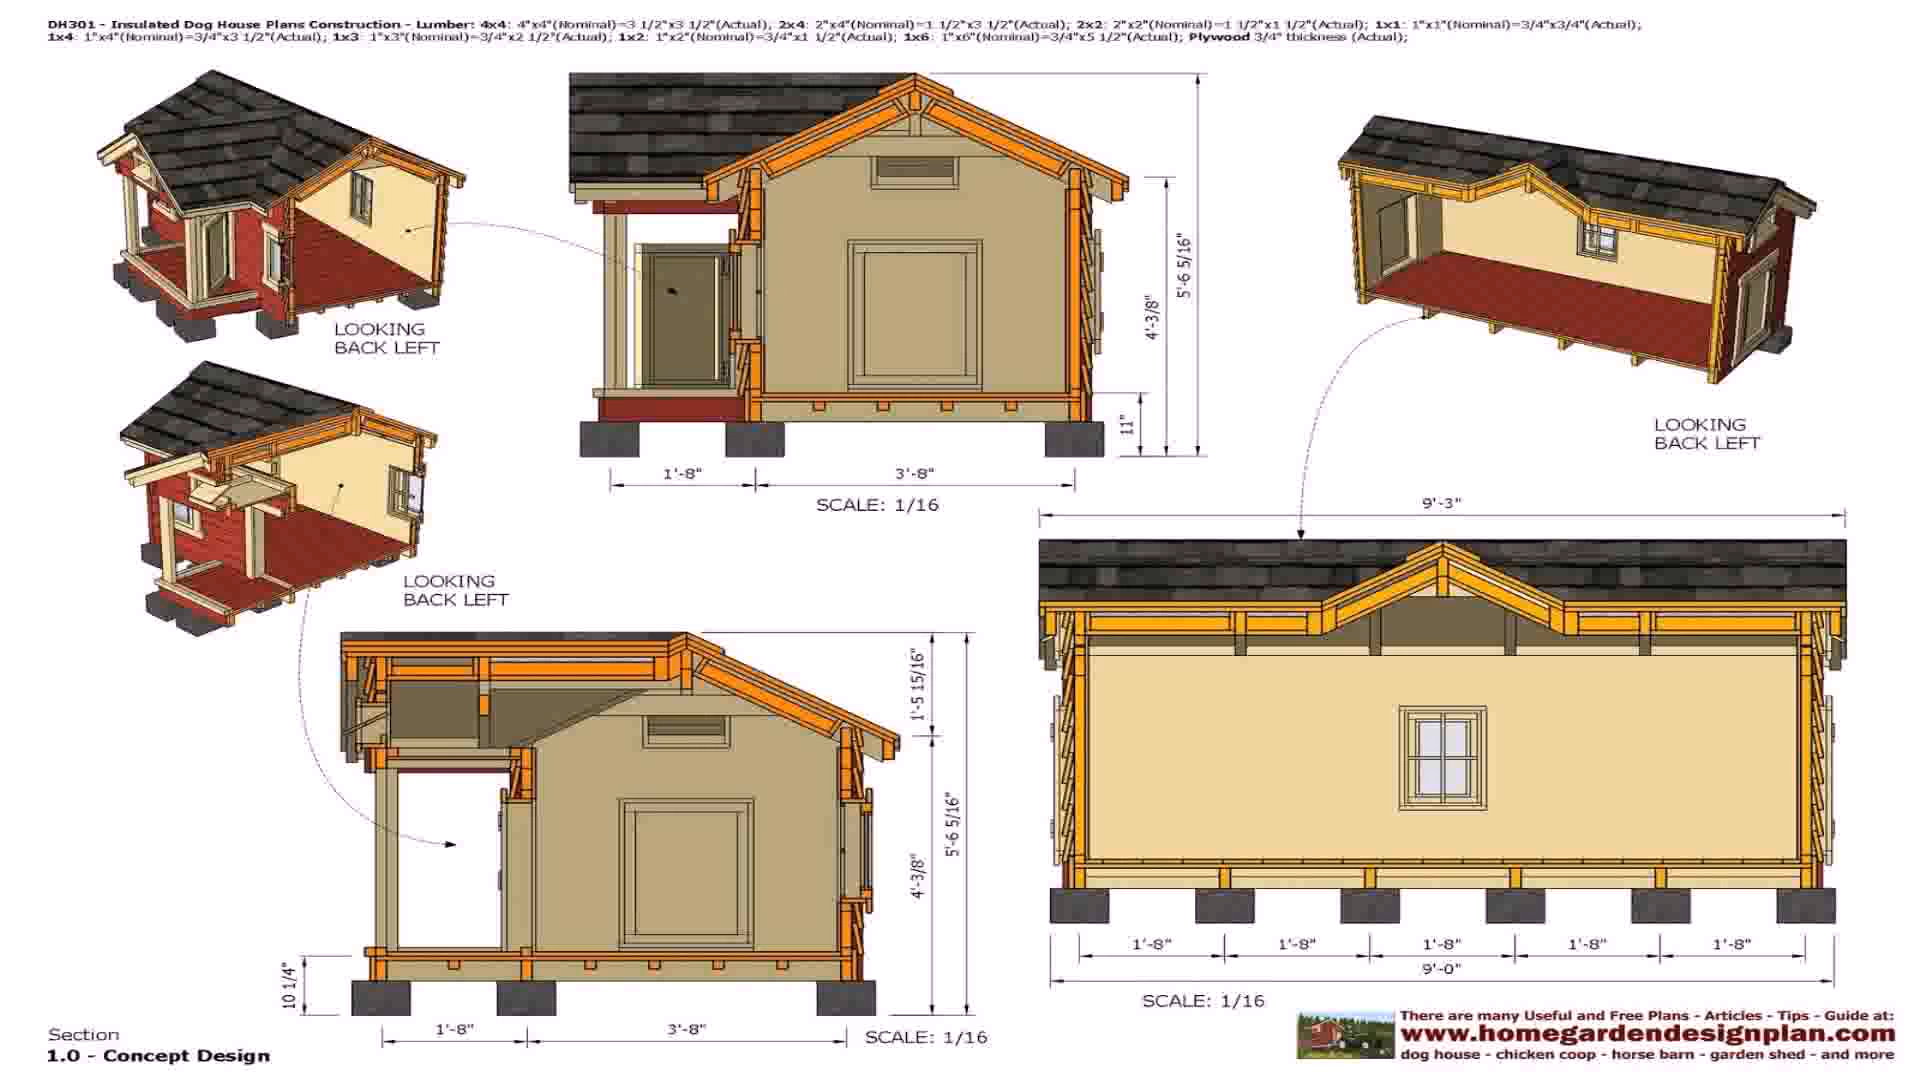 DH301 - Insulated Dog House Plans Construction - Lumber: 4x4: 4"x4"(Nominal)=3 1/2"x3 1/2"(Actual), 2x4: 2"x4"(Nominal)=1 1/2"x3 1/2"(Actual); 2x2: 2"x2"(Nominal)=1 1/2"x1 1/2"(Actual); 1x1: 1"x1"(Nominal)=3/4"x3/4"(Actual);
1x4: 1"x4"(Nominal)=3/4"x3 1/2"(Actual); 1x3: 1"x3"(Nominal)=3/4"x2 1/2"(Actual); 1x2: 1"x2"(Nominal)=3/4"x1 1/2"(Actual); 1x6: 1"x6"(Nominal)=3/4"x5 1/2"(Actual); Plywood 3/4" thickness (Actual);
LOOKING
BACK LEFT
5'-6 5/16"
4'-3/8"
11"
1'-8"
3'-8"
SCALE: 1/16
LOOKING
BACK LEFT
LOOKING
BACK LEFT
1'-5 15/16"
5'-6 5/16"
4'-3/8"
10 1/4"
1'-8"
3'-8"
SCALE: 1/16
9'-3"
1'-8"
1'-8"
1'-8"
1'-8"
1'-8"
9'-0"
SCALE: 1/16
Section
1.0 - Concept Design
There are many Useful and Free Plans - Articles - Tips - Guide at:
www.homegardendesignplan.com
dog house - chicken coop - horse barn - garden shed - and more